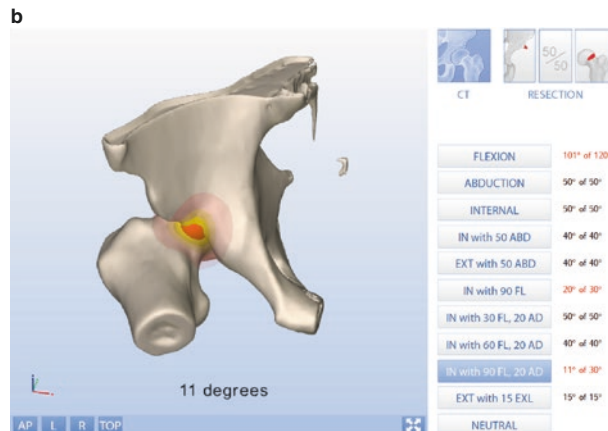 b
50/50
CT RESECTION
FLEXION 101° of 120
ABDUCTION 50° of 50°
INTERNAL 50° of 50°
IN with 50 ABD 40° of 40°
EXT with 50 ABD 40° of 40°
IN with 90 FL 20° of 30°
IN with 30 FL, 20 AD 50° of 50°
IN with 60 FL, 20 AD 40° of 40°
IN with 90 FL, 20 AD 11° of 30°
EXT with 15 EXL 15° of 15°
NEUTRAL
11 degrees
AP L R TOP